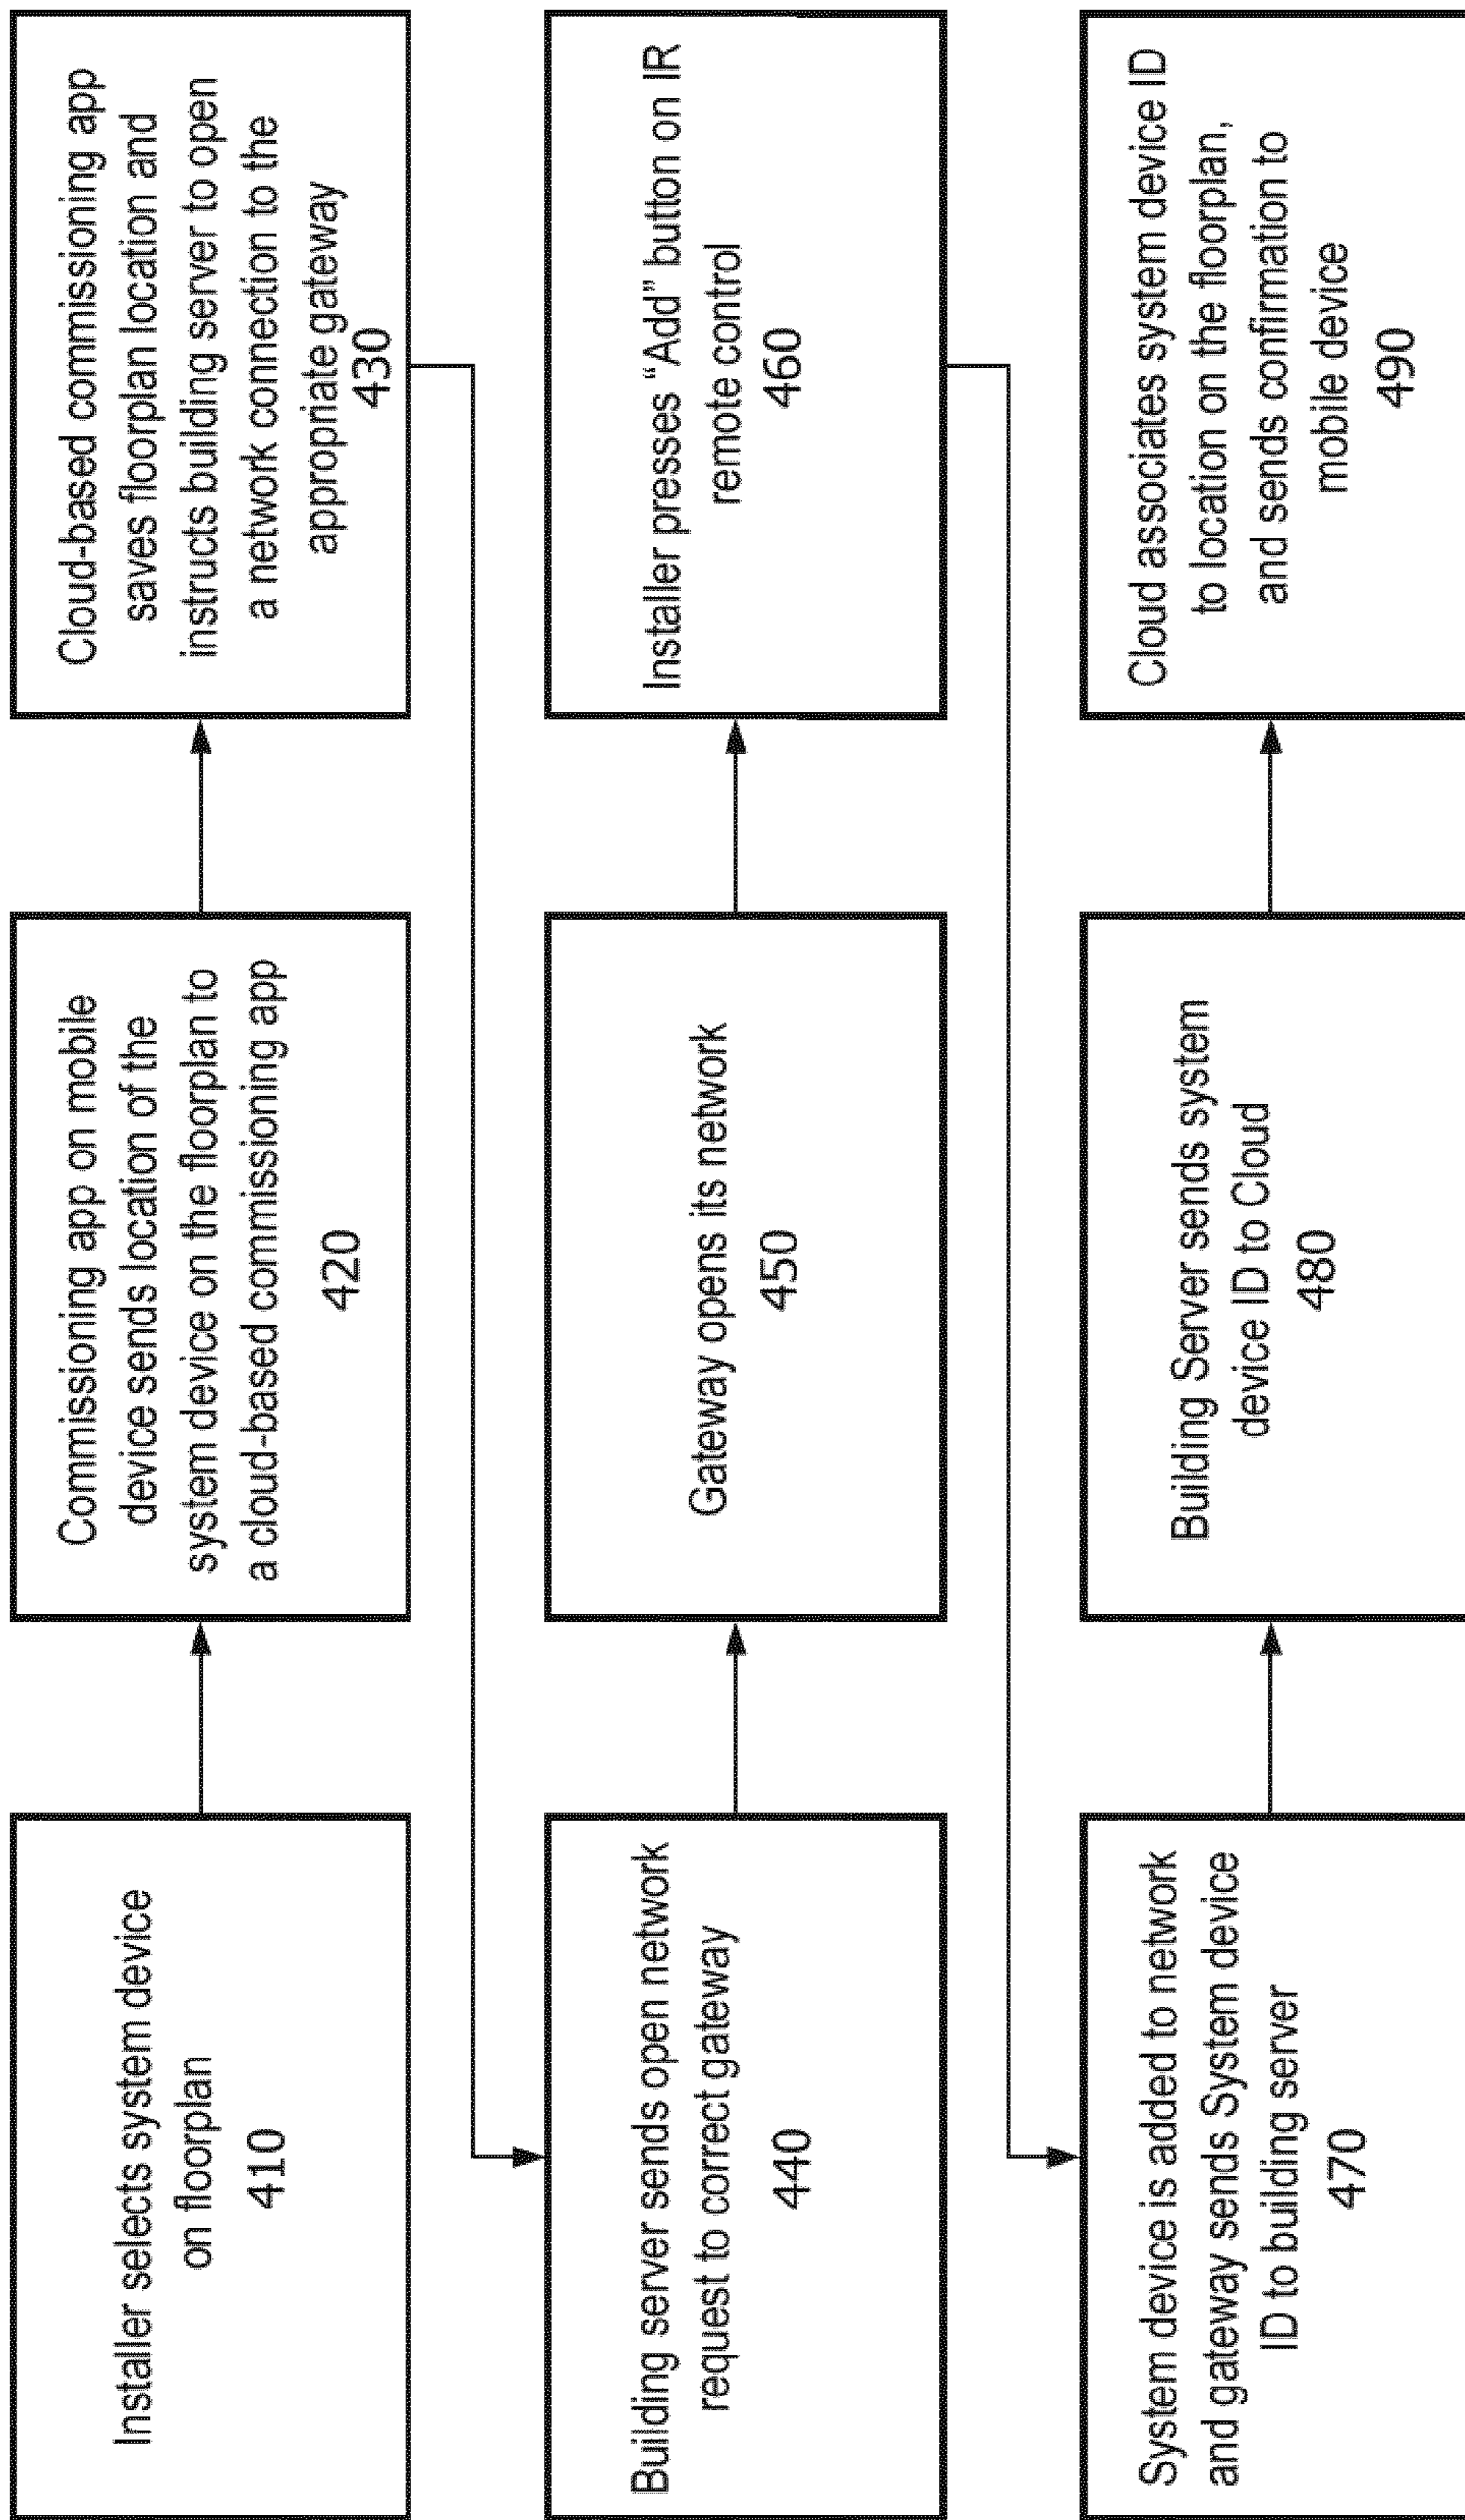 Installer selects system device
on floorplan
410
Commissioning app on mobile
device sends location of the
system device on the floorplan to
a cloud-based commissioning app
420
Cloud-based commissioning app
saves floorplan location and
instructs building server to open
a network connection to the
appropriate gateway
430
Building server sends open network
request to correct gateway
440
Gateway opens its network
450
Installer presses “Add” button on IR
remote control
460
System device is added to network
and gateway sends System device
ID to building server
470
Building Server sends system
device ID to Cloud
480
Cloud associates system device ID
to location on the floorplan,
and sends confirmation to
mobile device
490